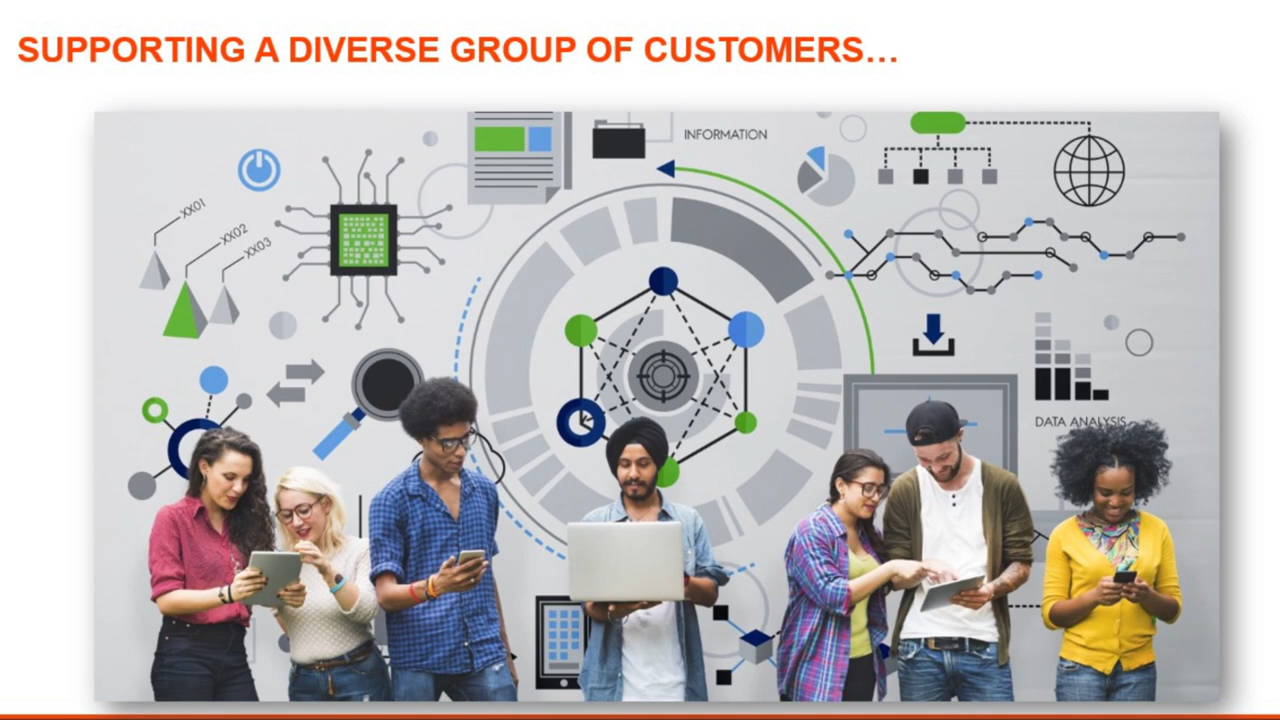 SUPPORTING A DIVERSE GROUP OF CUSTOMERS…
INFORMATION
XX01
XX02
XX03
DATA ANALYSIS